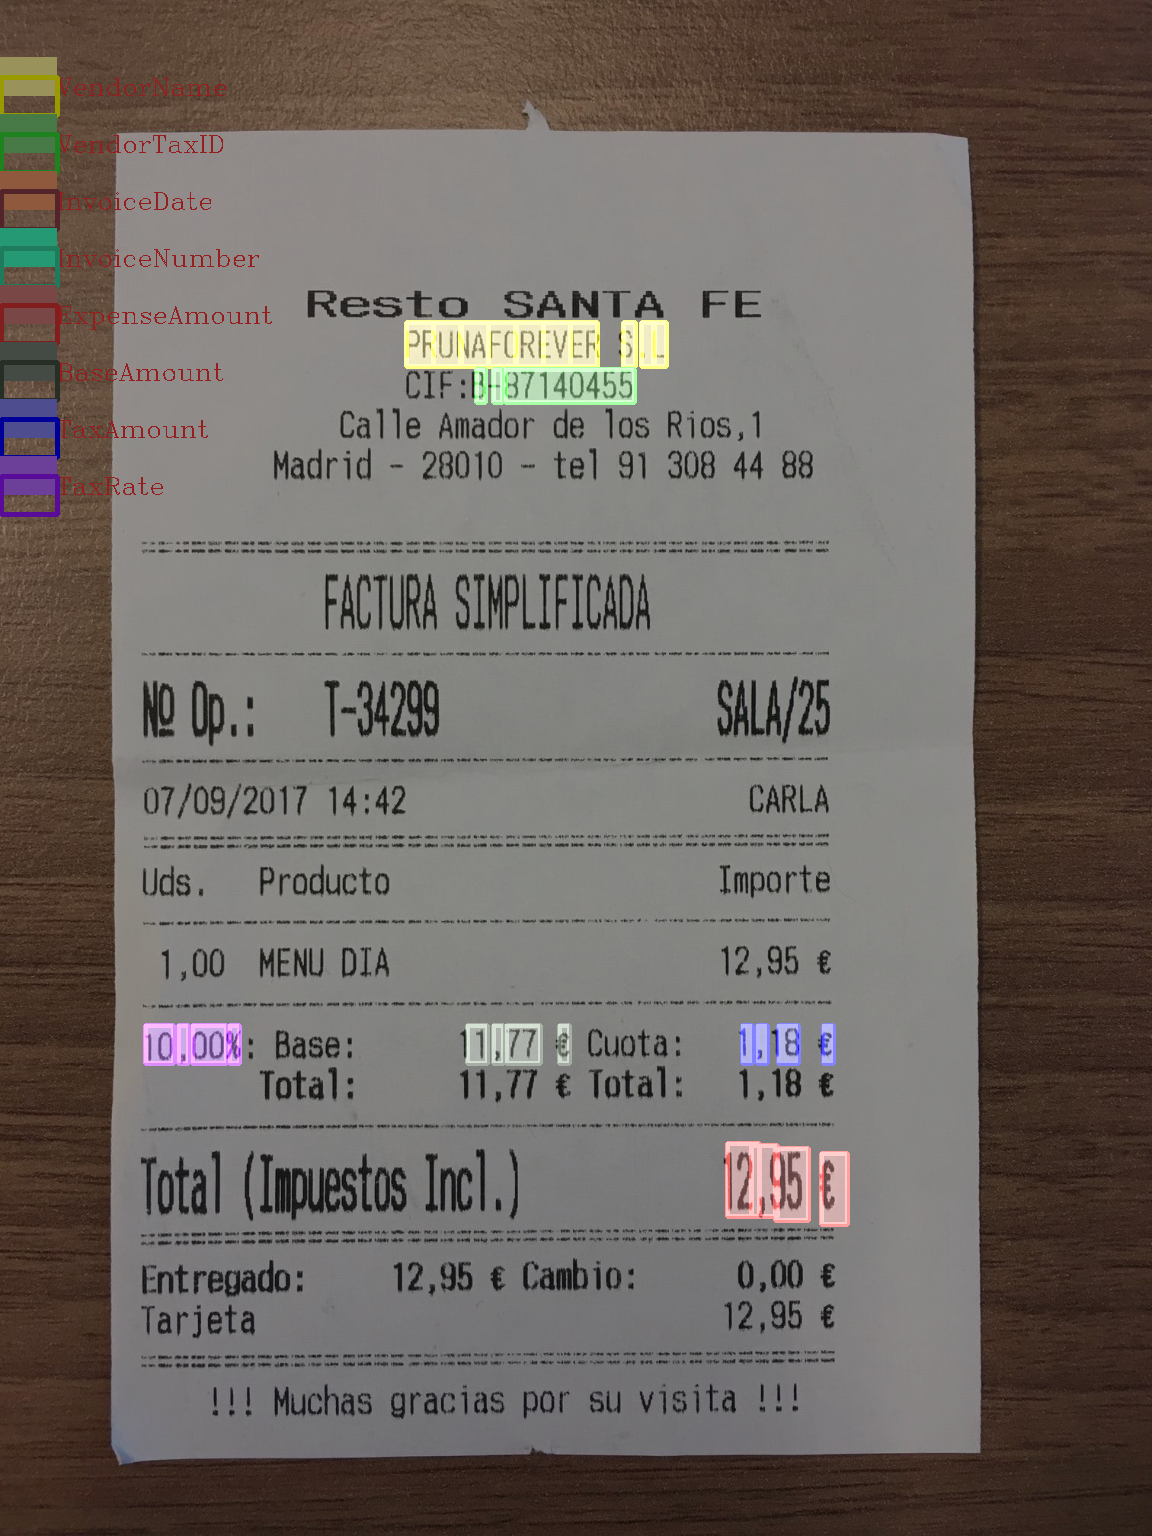 VendorName
VendorTaxID
InvoiceDate
InvoiceNumber
ExpenseAmount
BaseAmount
TaxAmount
TaxRate
Resto SANTA FE
PRUNAFOREVER S.L
CIF:B-87140455
Calle Amador de los Rios,1
Madrid - 28010 - tel 91 308 44 88
FACTURA SIMPLIFICADA
Nº Op.: T-34299 SALA/25
07/09/2017 14:42 CARLA
Uds. Producto Importe
1,00 MENU DIA 12,95 €
10,00%: Base: 11,77 € Cuota: 1,18 €
Total: 11,77 € Total: 1,18 €
Total (Impuestos Incl.) 12,95 €
Entregado: 12,95 € Cambio: 0,00 €
Tarjeta 12,95 €
!!! Muchas gracias por su visita !!!